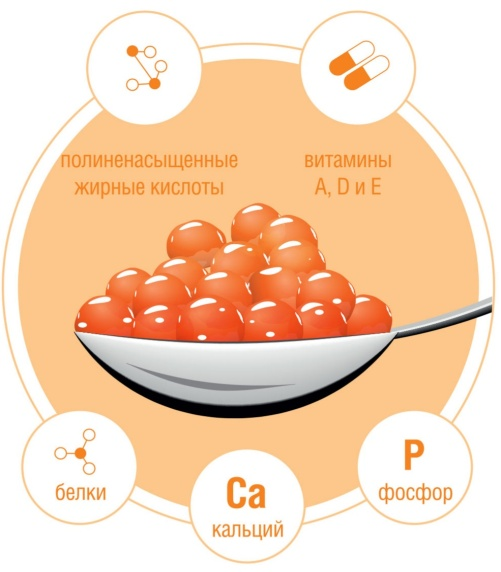 полиненасыщенные
жирные кислоты
витамины
A, D и E
белки
Ca
кальций
P
фосфор